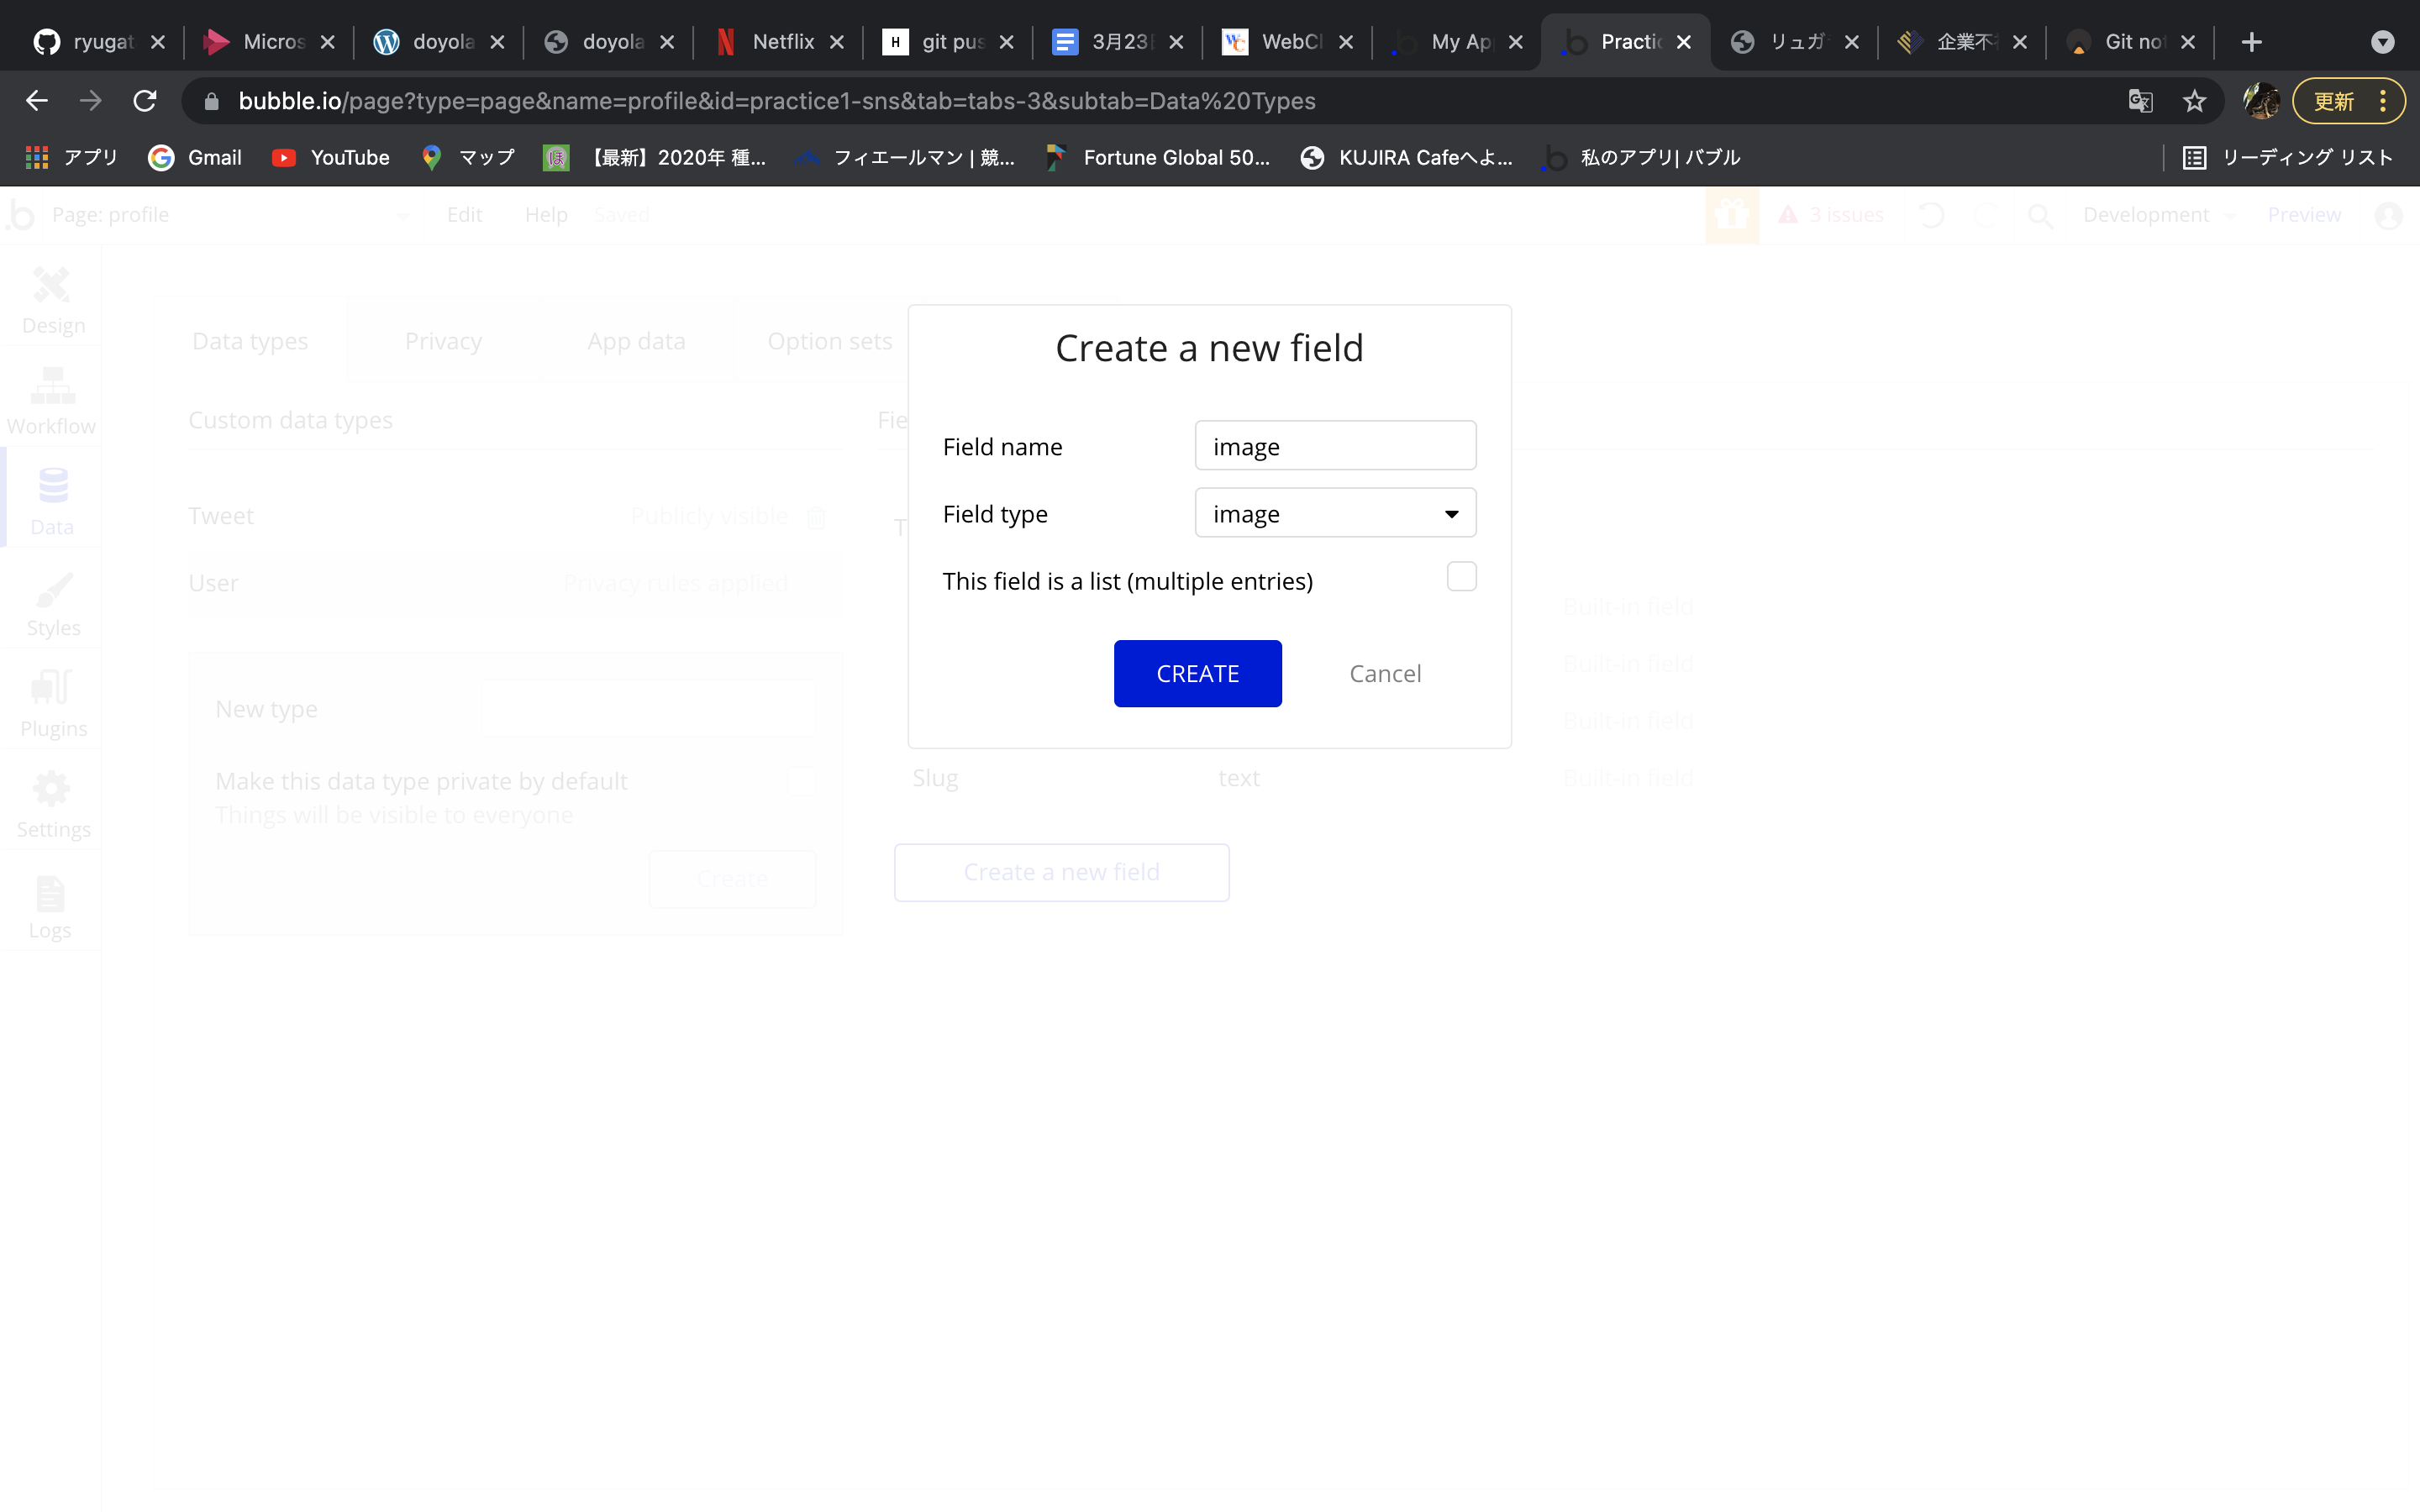 ryugat
Micros
doyola
doyola
Netflix
git pus
3月23日
WebCl
My Ap
Practic
リュガ
企業不
Git not
bubble.io/page?type=page&name=profile&id=practice1-sns&tab=tabs-3&subtab=Data%20Types
更新
アプリ
Gmail
YouTube
マップ
【最新】2020年 種...
フィエールマン | 競...
Fortune Global 50...
KUJIRA Cafeへよ...
私のアプリ| バブル
リーディング リスト
Page: profile
Edit
Help
Saved
3 issues
Development
Preview
Design
Workflow
Data
Styles
Plugins
Settings
Logs
Data types
Privacy
App data
Option sets
Custom data types
Fie
Tweet
Publicly visible
T
User
Privacy rules applied
New type
Make this data type private by default
Things will be visible to everyone
Create
Create a new field
Field name
image
Field type
image
This field is a list (multiple entries)
CREATE
Cancel
Built-in field
Built-in field
Built-in field
Slug
text
Built-in field
Create a new field